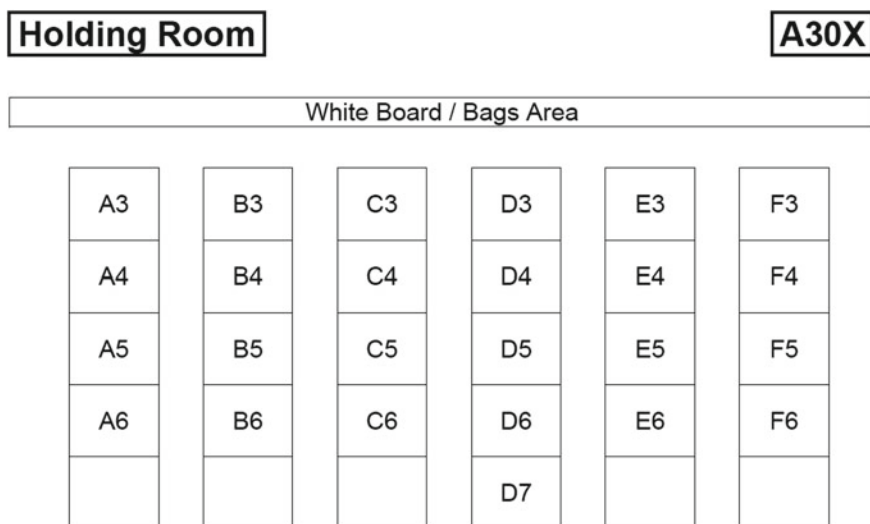 Holding Room A30X
White Board / Bags Area
A3 B3 C3 D3 E3 F3
A4 B4 C4 D4 E4 F4
A5 B5 C5 D5 E5 F5
A6 B6 C6 D6 E6 F6
D7